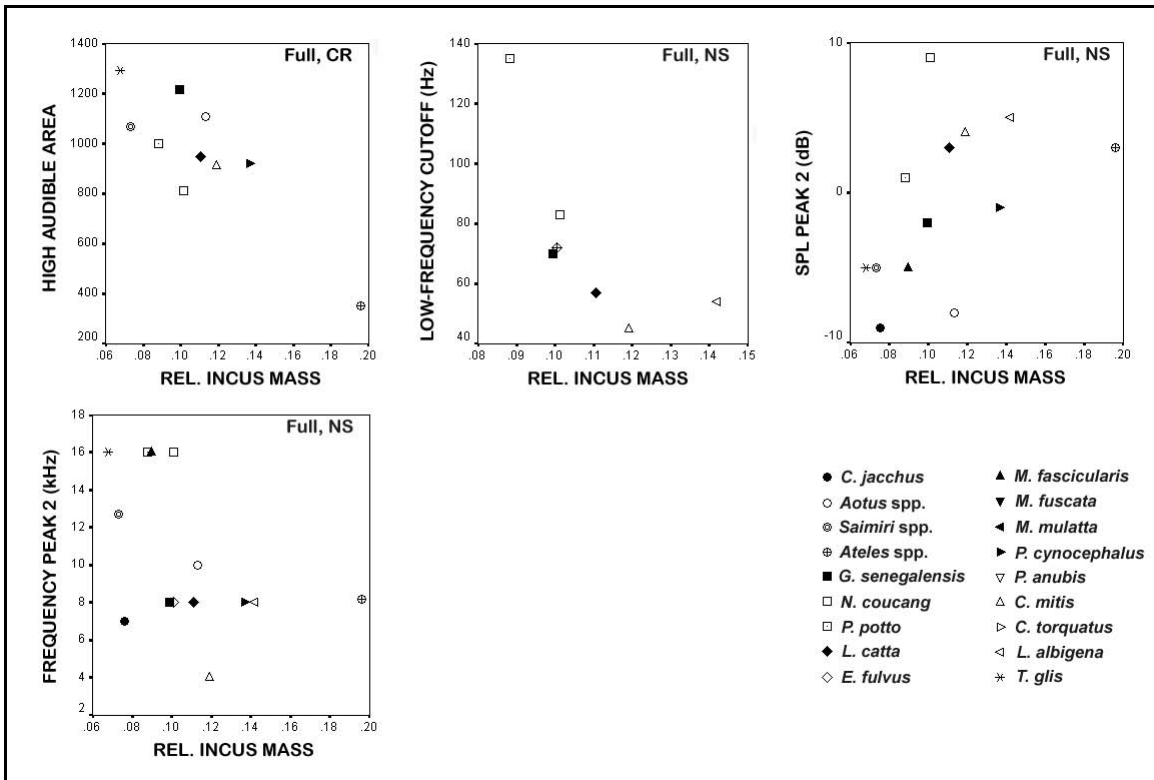 Full, CR
HIGH AUDIBLE AREA
1400
1200
1000
800
600
400
200
.06 .08 .10 .12 .14 .16 .18 .20
REL. INCUS MASS
Full, NS
LOW-FREQUENCY CUTOFF (Hz)
140
120
100
80
60
40
.08 .09 .10 .11 .12 .13 .14 .15
REL. INCUS MASS
Full, NS
SPL PEAK 2 (dB)
10
0
-10
.06 .08 .10 .12 .14 .16 .18 .20
REL. INCUS MASS
Full, NS
FREQUENCY PEAK 2 (kHz)
18
16
14
12
10
8
6
4
2
.06 .08 .10 .12 .14 .16 .18 .20
REL. INCUS MASS
C. jacchus
Aotus spp.
Saimiri spp.
Ateles spp.
G. senegalensis
N. coucang
P. potto
L. catta
E. fulvus
M. fascicularis
M. fuscata
M. mulatta
P. cynocephalus
P. anubis
C. mitis
C. torquatus
L. albigena
T. glis